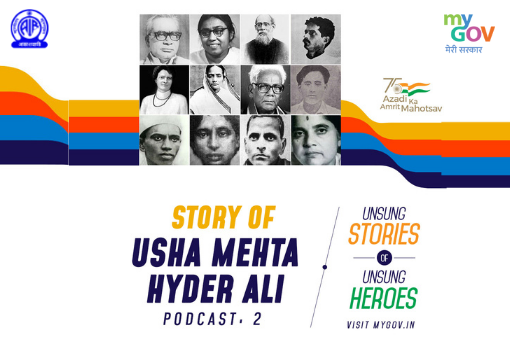 my
GOV
मेरी सरकार
75
Azadi Ka
Amrit Mahotsav
STORY OF
USHA MEHTA
HYDER ALI
PODCAST. 2
UNSUNG
STORIES
OF
UNSUNG
HEROES
VISIT MYGOV.IN